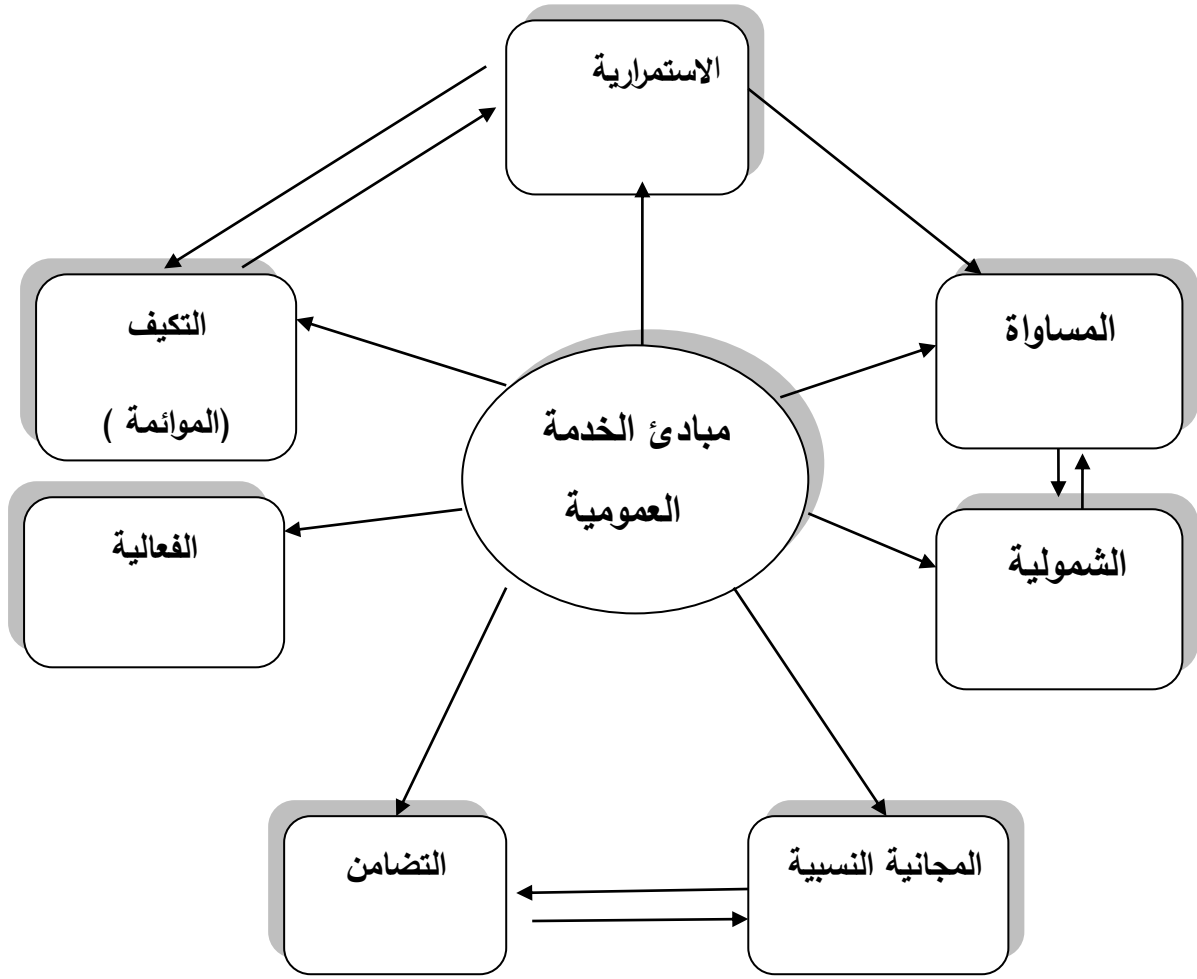 الاستمرارية
المساواة
التكيف
(الموائمة )
مبادئ الخدمة
العمومية
الشمولية
الفعالية
المجانية النسبية
التضامن